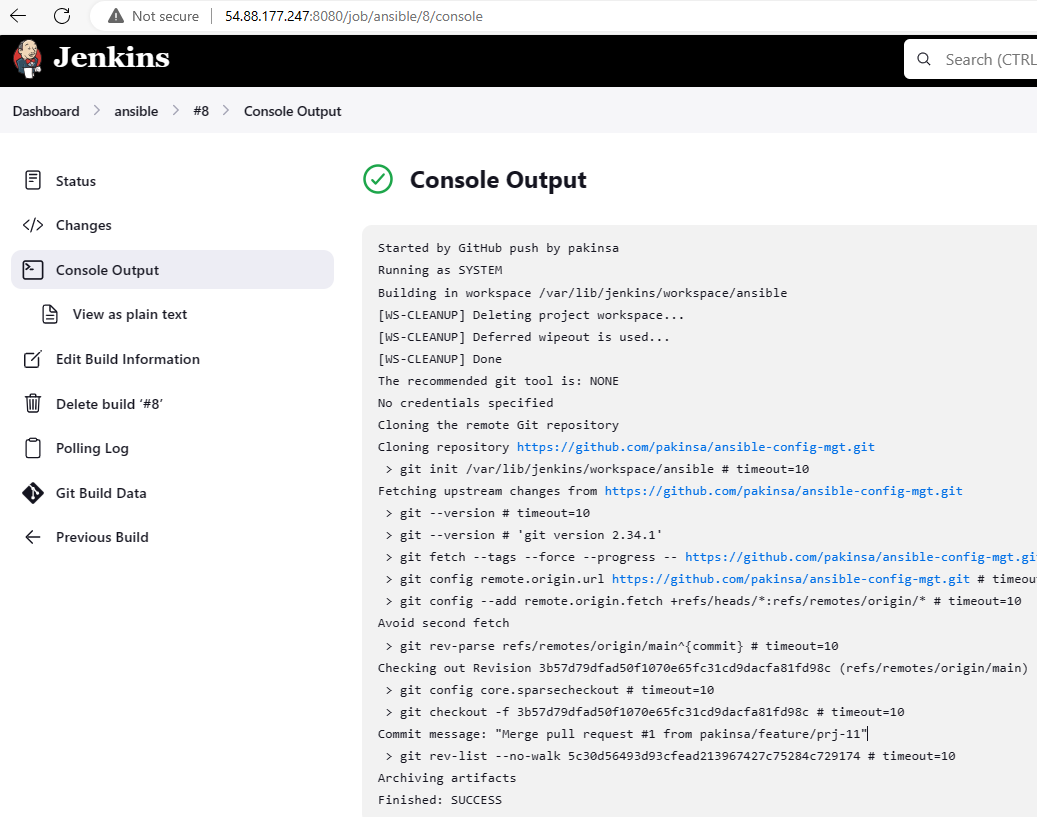 Not secure 54.88.177.247:8080/job/ansible/8/console
Jenkins
Search (CTRL
Dashboard > ansible > #8 > Console Output
Status
Changes
Console Output
View as plain text
Edit Build Information
Delete build ‘#8’
Polling Log
Git Build Data
Previous Build
Console Output
Started by GitHub push by pakinsa
Running as SYSTEM
Building in workspace /var/lib/jenkins/workspace/ansible
[WS-CLEANUP] Deleting project workspace...
[WS-CLEANUP] Deferred wipeout is used...
[WS-CLEANUP] Done
The recommended git tool is: NONE
No credentials specified
Cloning the remote Git repository
Cloning repository https://github.com/pakinsa/ansible-config-mgt.git
> git init /var/lib/jenkins/workspace/ansible # timeout=10
Fetching upstream changes from https://github.com/pakinsa/ansible-config-mgt.git
> git --version # timeout=10
> git --version # 'git version 2.34.1'
> git fetch --tags --force --progress -- https://github.com/pakinsa/ansible-config-mgt.gi
> git config remote.origin.url https://github.com/pakinsa/ansible-config-mgt.git # timeou
> git config --add remote.origin.fetch +refs/heads/*:refs/remotes/origin/* # timeout=10
Avoid second fetch
> git rev-parse refs/remotes/origin/main^{commit} # timeout=10
Checking out Revision 3b57d79dfad50f1070e65fc31cd9dacfa81fd98c (refs/remotes/origin/main)
> git config core.sparsecheckout # timeout=10
> git checkout -f 3b57d79dfad50f1070e65fc31cd9dacfa81fd98c # timeout=10
Commit message: "Merge pull request #1 from pakinsa/feature/prj-11"
> git rev-list --no-walk 5c30d56493d93cfead213967427c75284c729174 # timeout=10
Archiving artifacts
Finished: SUCCESS